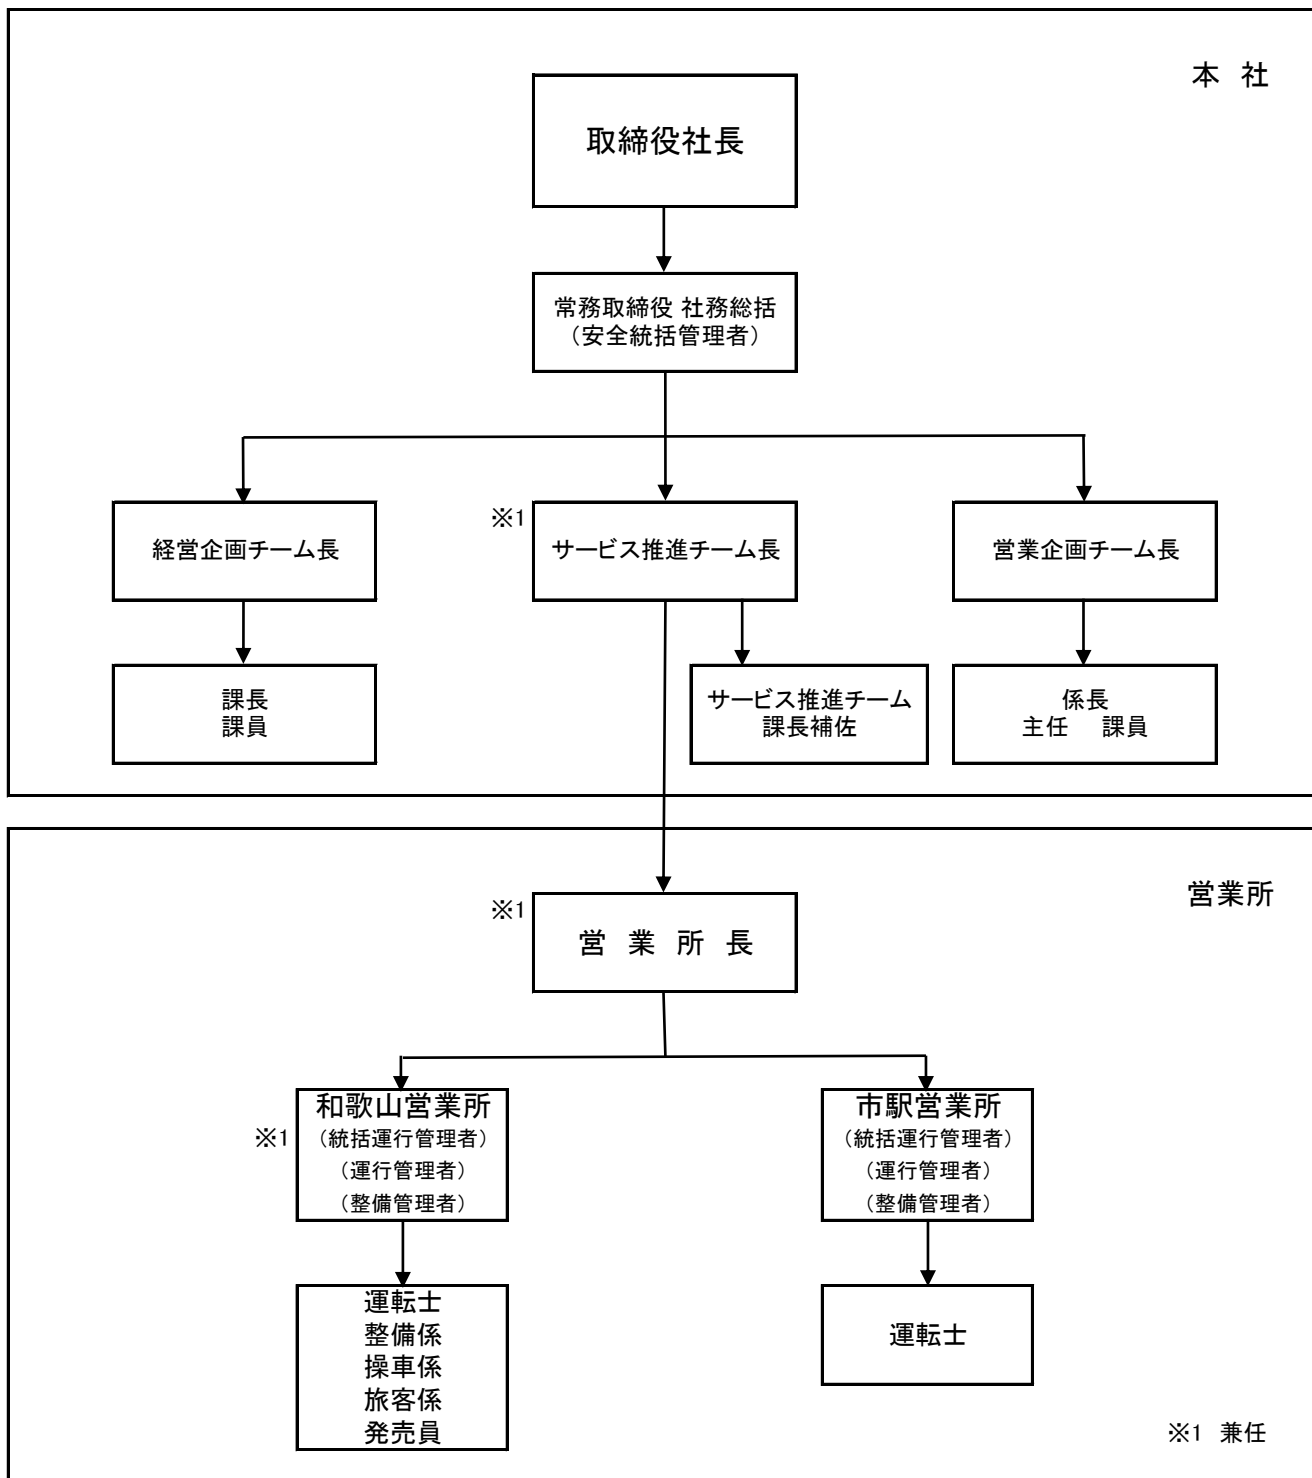 本 社
取締役社長
常務取締役 社務総括
（安全統括管理者）
経営企画チーム長
※1
サービス推進チーム長
営業企画チーム長
課長
課員
サービス推進チーム
課長補佐
係長
主任 課員
営業所
※1
営 業 所 長
※1
和歌山営業所
（統括運行管理者）
（運行管理者）
（整備管理者）
市駅営業所
（統括運行管理者）
（運行管理者）
（整備管理者）
運転士
整備係
操車係
旅客係
発売員
運転士
※1 兼任